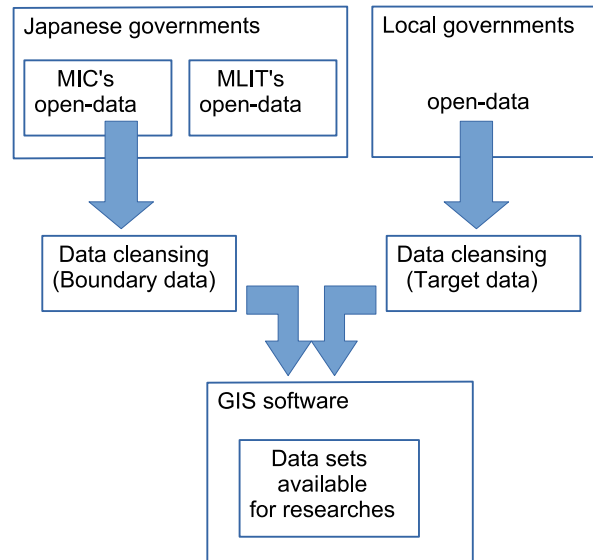 Japanese governments
MIC's
open-data
MLIT's
open-data
Local governments
open-data
Data cleansing
(Boundary data)
Data cleansing
(Target data)
GIS software
Data sets
available
for researches